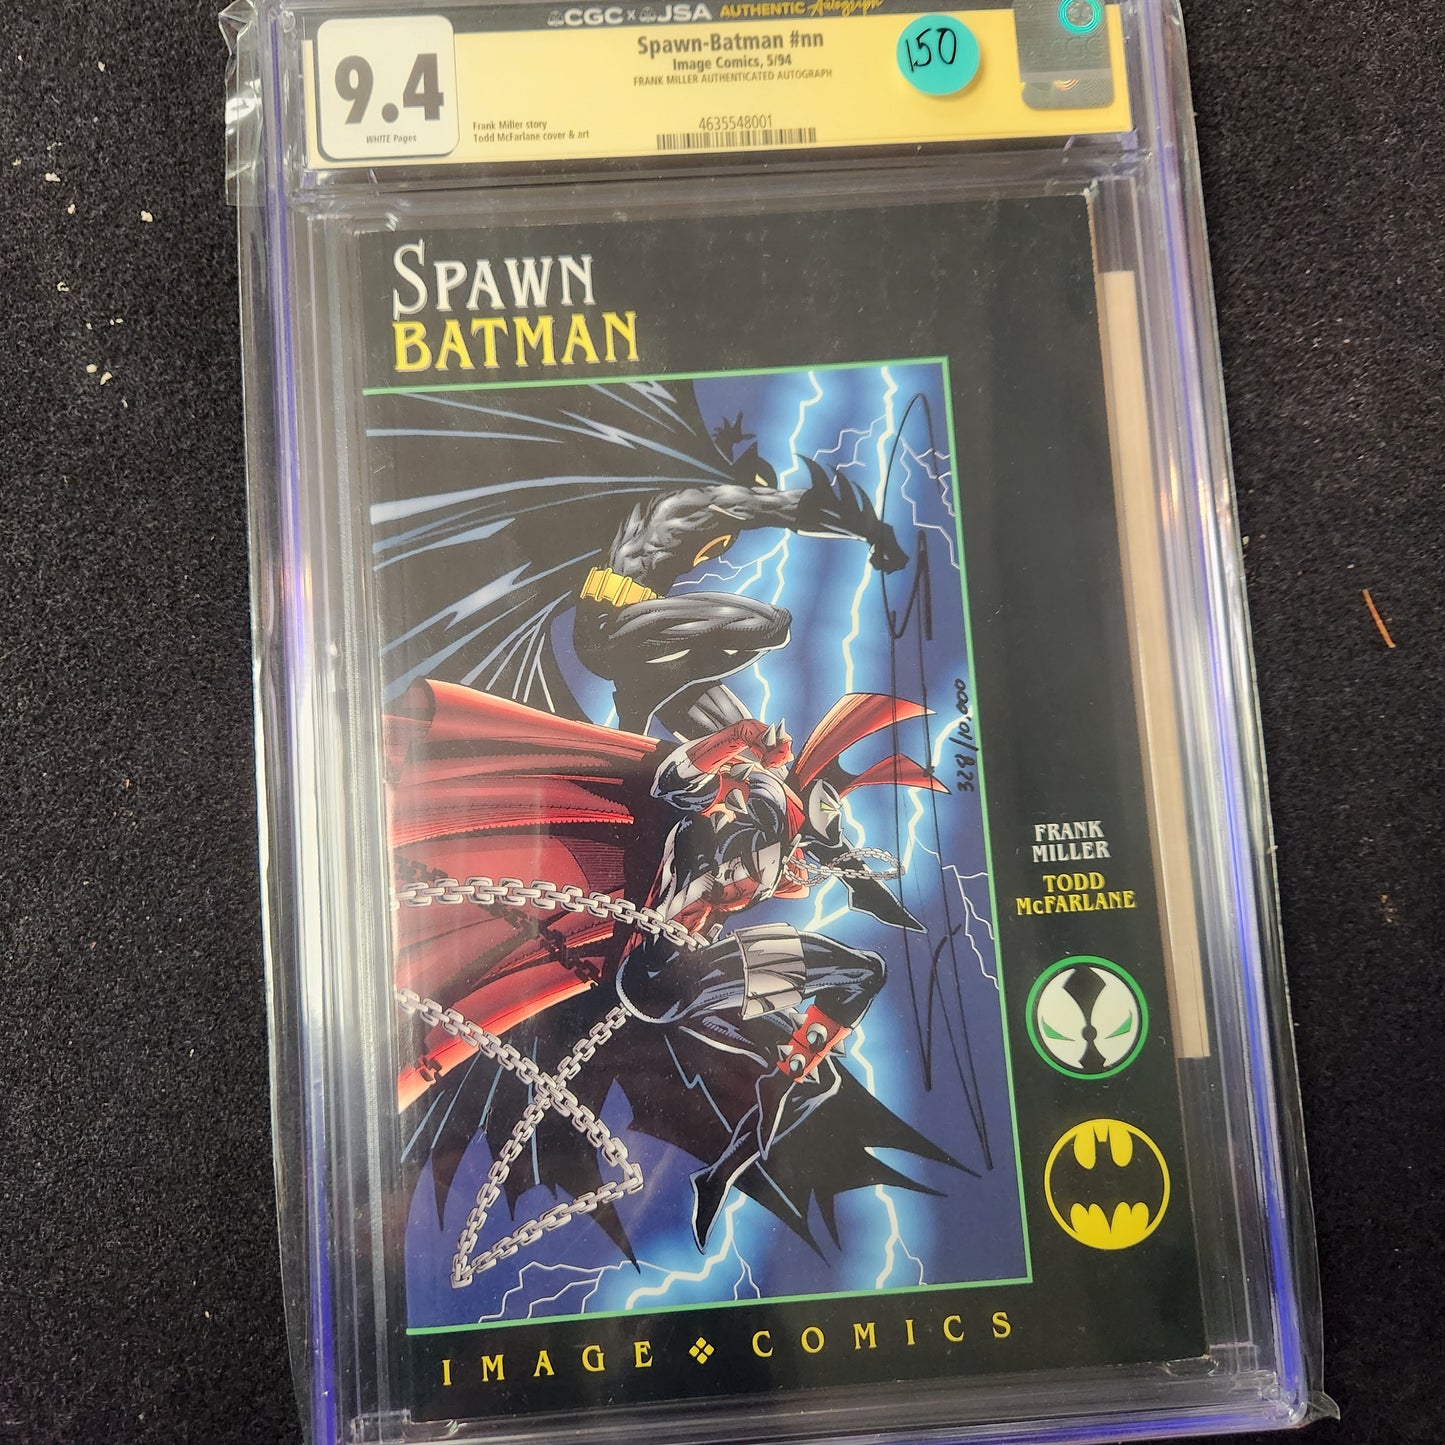 CGC x JSA AUTHENTIC Autograph
9.4
WHITE Pages
Spawn-Batman #nn
Image Comics, 5/94
FRANK MILLER AUTHENTICATED AUTOGRAPH
150
Frank Miller story
Todd McFarlane cover & art
4635548001
SPAWN
BATMAN
328/10,000
FRANK
MILLER
TODD
McFARLANE
IMAGE COMICS